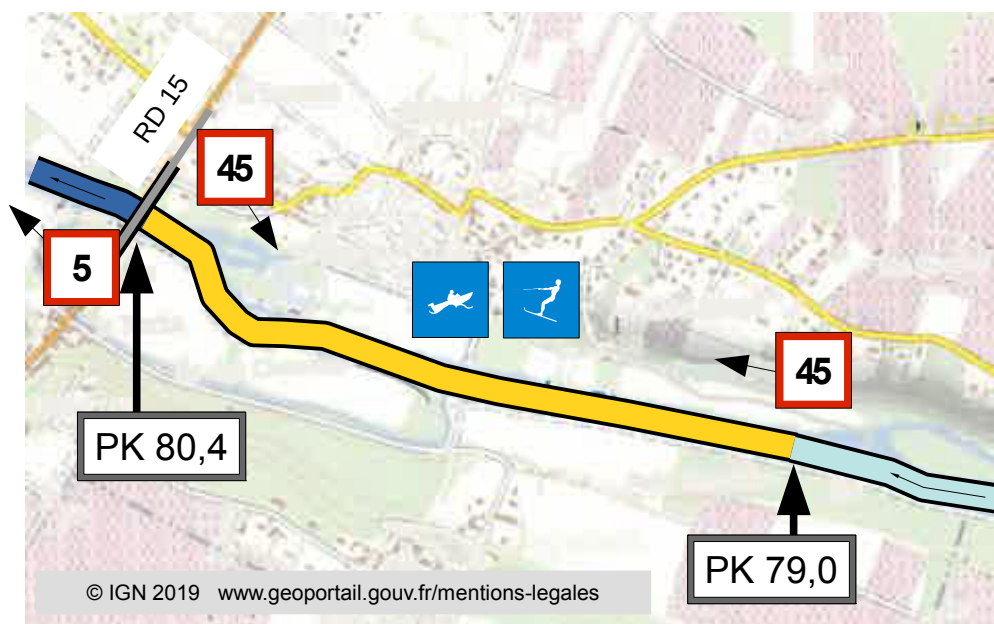 RD 15
45
5
45
PK 80,4
PK 79,0
© IGN 2019 www.geoportail.gouv.fr/mentions-legales